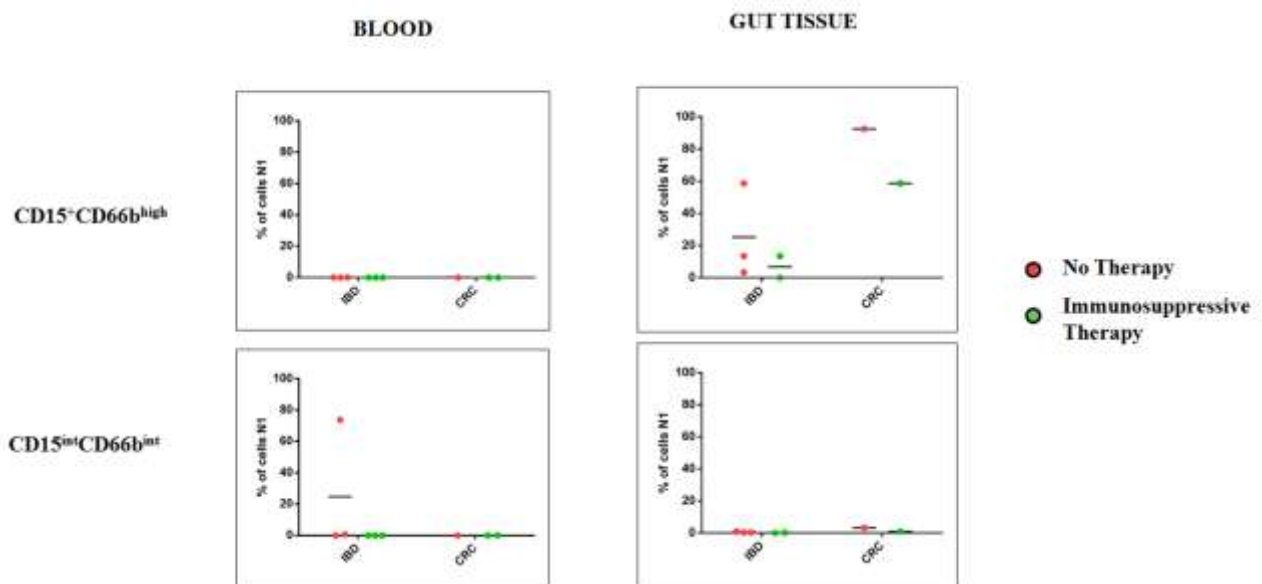 BLOOD
GUT TISSUE
CD15⁺CD66bʰⁱᵍʰ
% of cells N1
100
80
60
40
20
0
IBD
CRC
% of cells N1
100
80
60
40
20
0
IBD
CRC
No Therapy
Immunosuppressive
Therapy
CD15ⁱⁿᵗCD66bⁱⁿᵗ
% of cells N1
100
80
60
40
20
0
IBD
CRC
% of cells N1
100
80
60
40
20
0
IBD
CRC